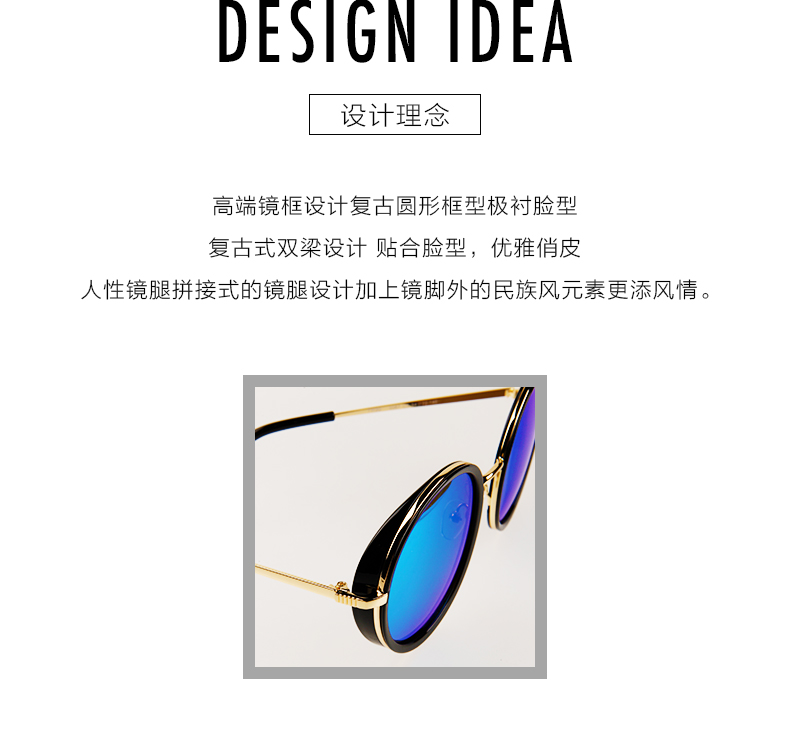 DESIGN IDEA
设计理念
高端镜框设计复古圆形框型极衬脸型
复古式双梁设计 贴合脸型，优雅俏皮
人性镜腿拼接式的镜腿设计加上镜脚外的民族风元素更添风情。